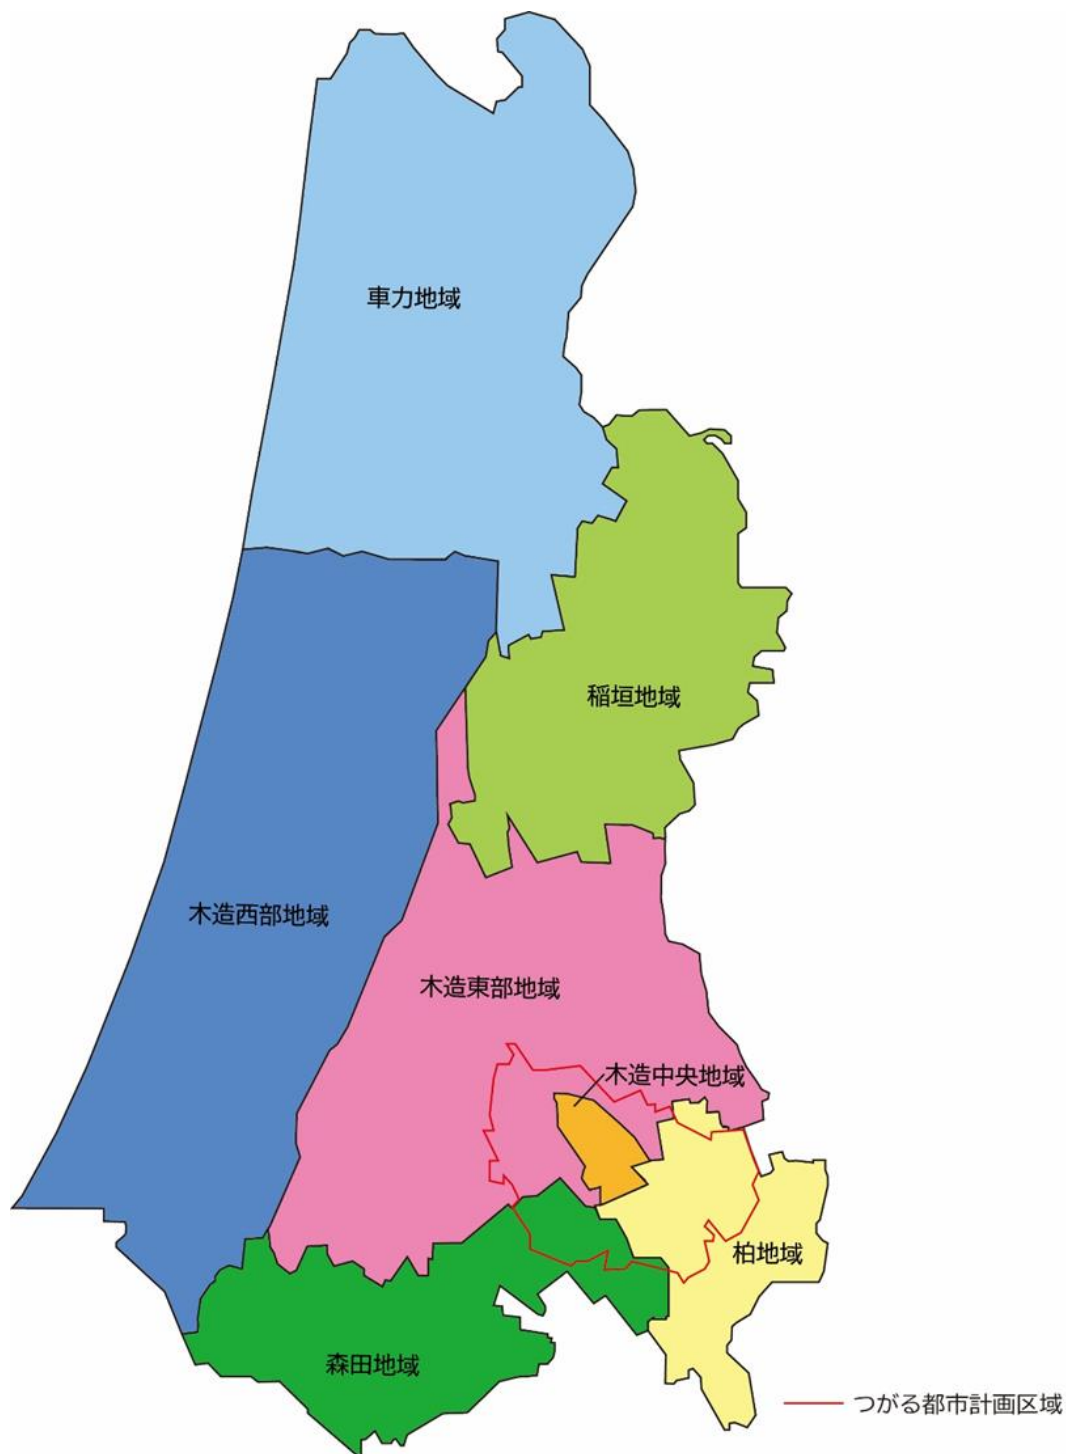 車力地域
稲垣地域
木造西部地域
木造東部地域
木造中央地域
柏地域
森田地域
つがる都市計画区域